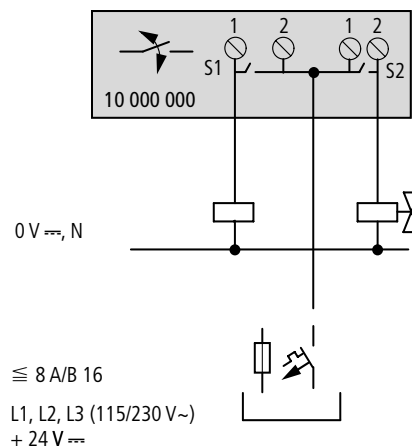 1 2 1 2
S1 S2
10 000 000
0 V ⎓, N
≦ 8 A/B 16
L1, L2, L3 (115/230 V~)
+ 24 V ⎓